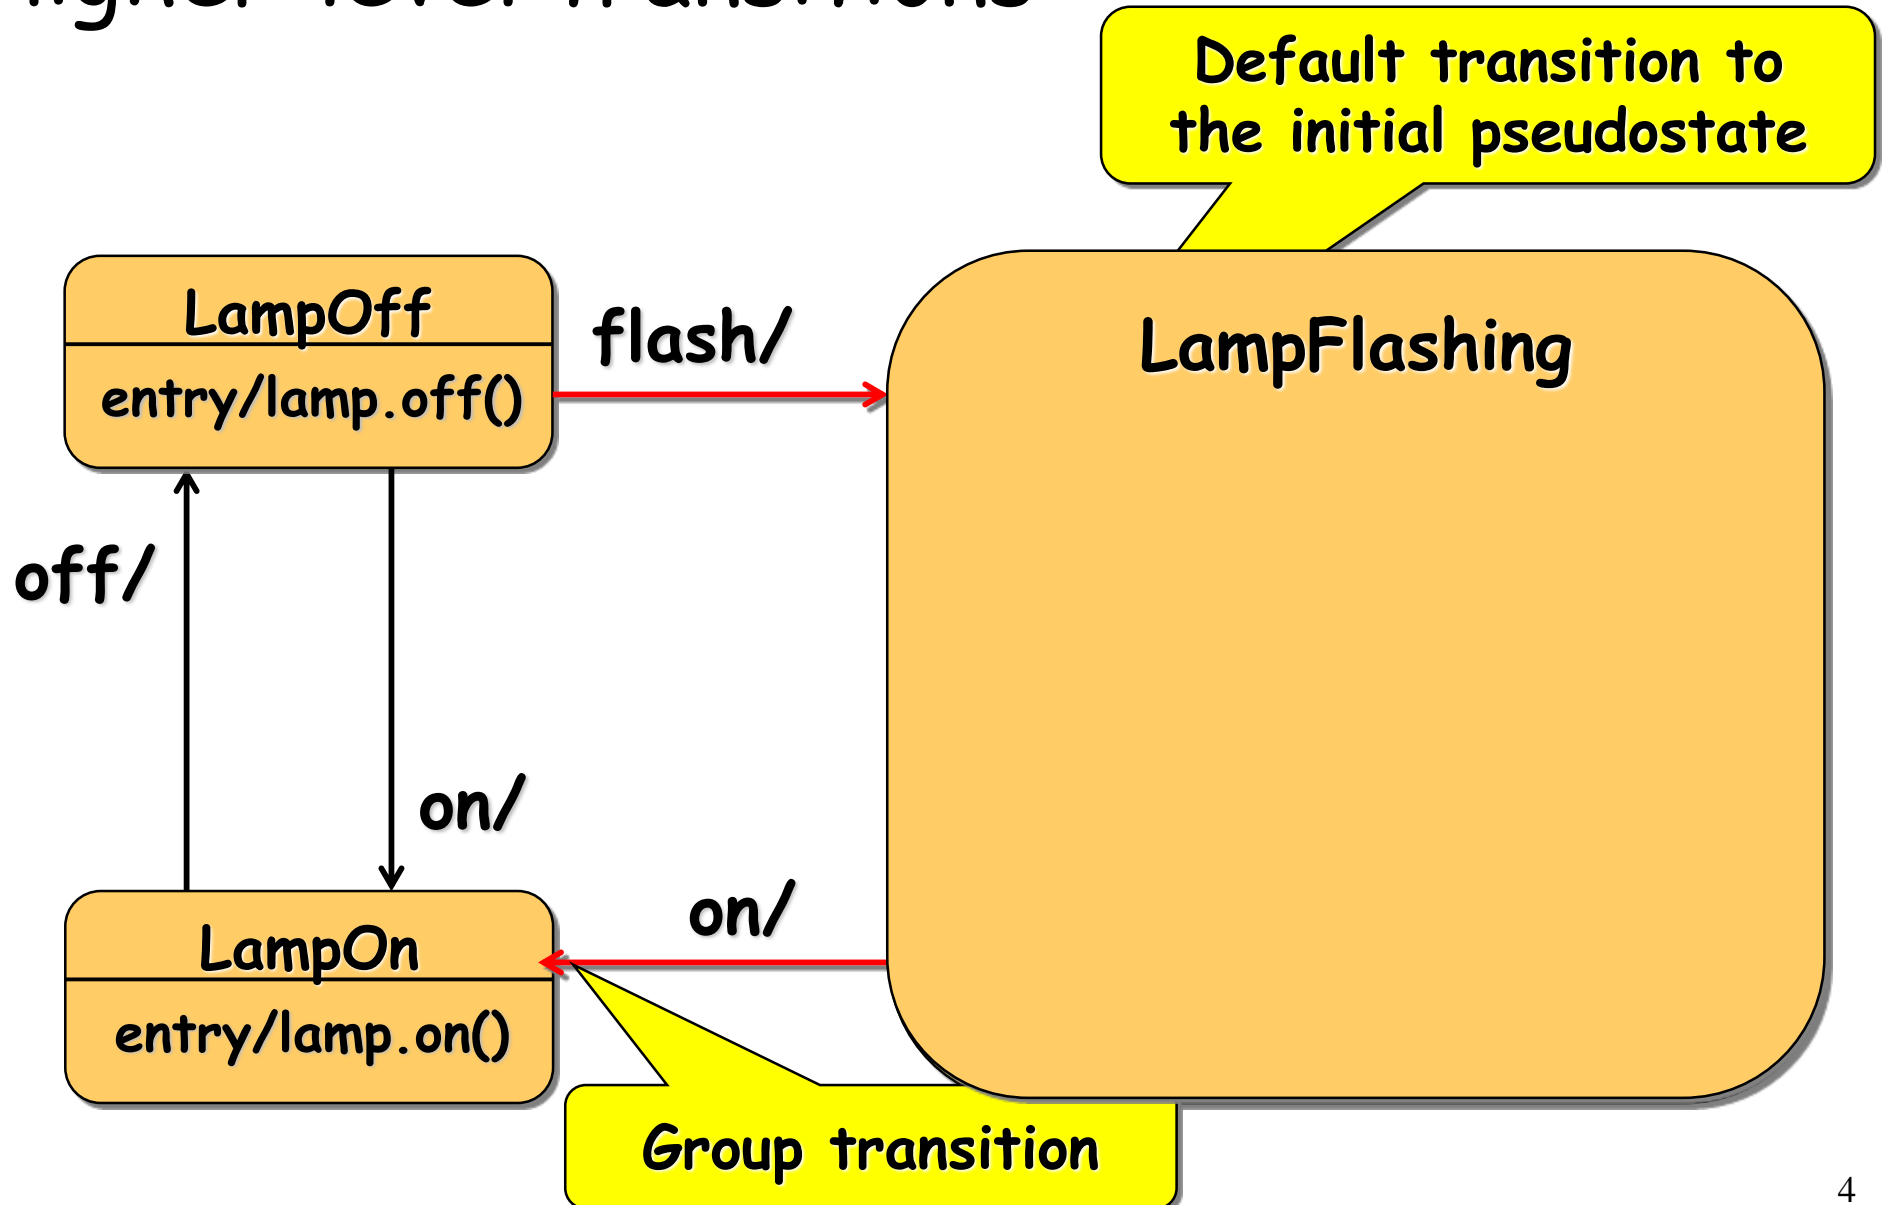 Default transition to
the initial pseudostate
LampOff
entry/lamp.off()
flash/
LampFlashing
off/
on/
on/
LampOn
entry/lamp.on()
Group transition
4